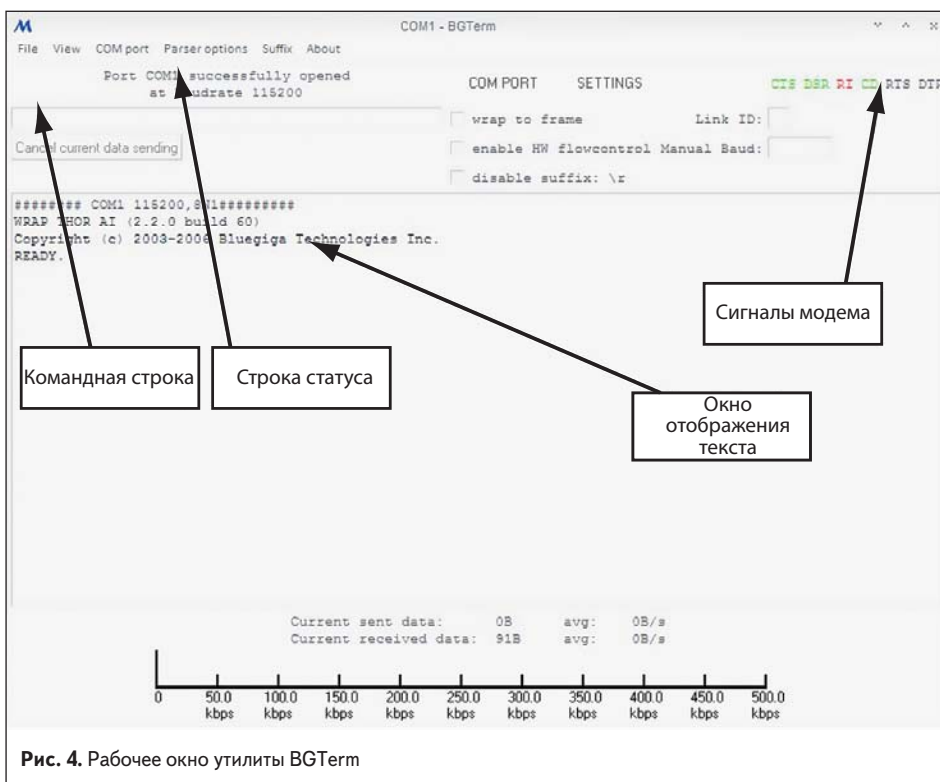 COM1 - BGTerm
File View COM port Parser options Suffix About
Port COM1 successfully opened
at baudrate 115200
COM PORT SETTINGS
CTS DSR RI CD RTS DTR
wrap to frame Link ID:
Cancel current data sending
enable HW flowcontrol Manual Baud:
disable suffix: \r
######## COM1 115200,8N1#########
WRAP THOR AI (2.2.0 build 60)
Copyright (c) 2003-2006 Bluegiga Technologies Inc.
READY.
Сигналы модема
Командная строка
Строка статуса
Окно
отображения
текста
Current sent data: 0B avg: 0B/s
Current received data: 91B avg: 0B/s
0 50.0 100.0 150.0 200.0 250.0 300.0 350.0 400.0 450.0 500.0
kbps kbps kbps kbps kbps kbps kbps kbps kbps kbps
Рис. 4. Рабочее окно утилиты BGTerm